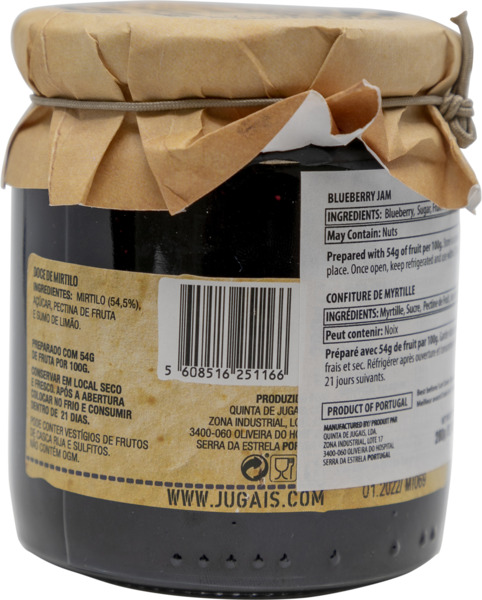 DOCE DE MIRTILO
INGREDIENTES: MIRTILO (54,5%),
AÇÚCAR, PECTINA DE FRUTA
E SUMO DE LIMÃO.
PREPARADO COM 54G
DE FRUTA POR 100G.
CONSERVAR EM LOCAL SECO
E FRESCO. APÓS A ABERTURA
COLOCAR NO FRIO E CONSUMIR
DENTRO DE 21 DIAS.
PODE CONTER VESTÍGIOS DE FRUTOS
DE CASCA RIJA E SULFITOS.
NÃO CONTÉM OGM.
5 608516 251166
PRODUZID
QUINTA DE JUGA
ZONA INDUSTRIAL, LO
3400-060 OLIVEIRA DO HO
SERRA DA ESTRELA POR
WWW.JUGAIS.COM
BLUEBERRY JAM
INGREDIENTS: Blueberry, Sugar,
May Contain: Nuts
Prepared with 54g of fruit per 100g.
place. Once open, keep refrigerated and use
CONFITURE DE MYRTILLE
INGRÉDIENTS: Myrtille, Sucre, Pectine de
Peut contenir: Noix
Préparé avec 54g de fruit par 100g.
frais et sec. Réfrigérer après ouverture et
21 jours suivants.
PRODUCT OF PORTUGAL
MANUFACTURED BY/ PRODUIT PAR
QUINTA DE JUGAIS, LDA.
ZONA INDUSTRIAL, LOTE 17
3400-060 OLIVEIRA DO HOSPITAL
SERRA DA ESTRELA PORTUGAL
01.2022/ M1069